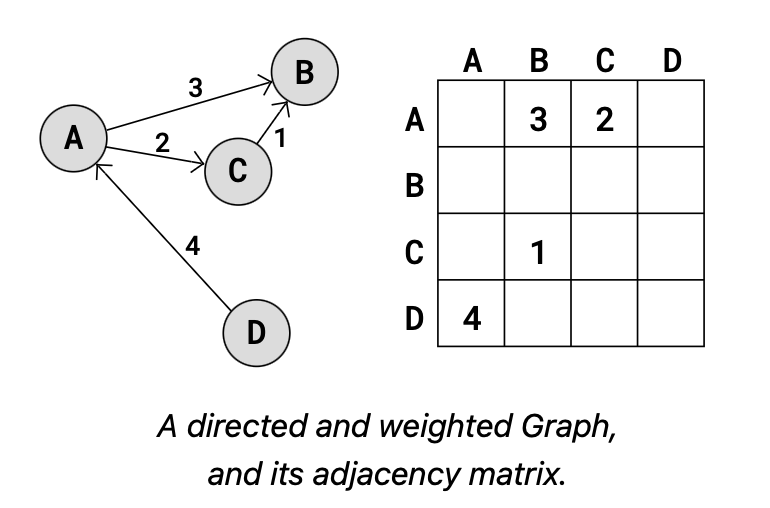 B
3
A
2
C
1
4
D
A B C D
A 3 2
B
C 1
D 4
A directed and weighted Graph,
and its adjacency matrix.